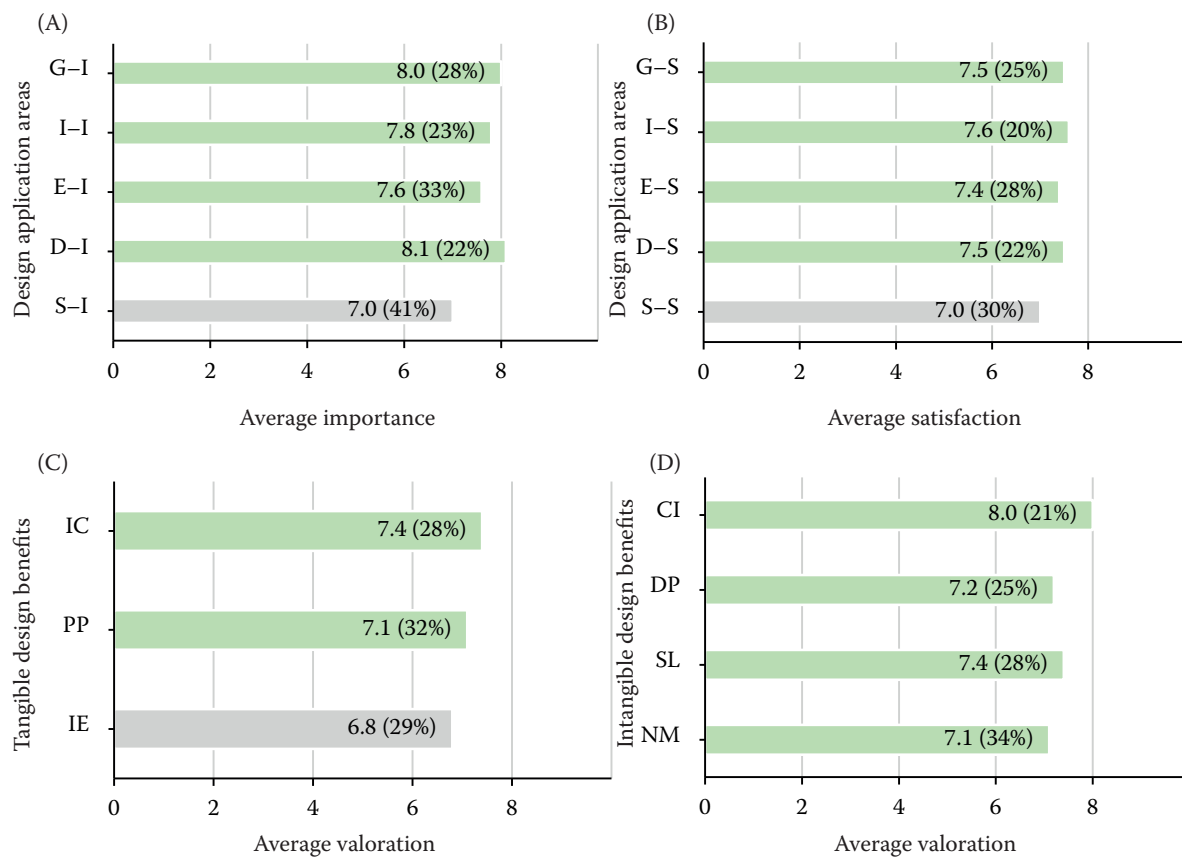 (A)
Design application areas
G–I
8.0 (28%)
I–I
7.8 (23%)
E–I
7.6 (33%)
D–I
8.1 (22%)
S–I
7.0 (41%)
0 2 4 6 8
Average importance
(B)
Design application areas
G–S
7.5 (25%)
I–S
7.6 (20%)
E–S
7.4 (28%)
D–S
7.5 (22%)
S–S
7.0 (30%)
0 2 4 6 8
Average satisfaction
(C)
Tangible design benefits
IC
7.4 (28%)
PP
7.1 (32%)
IE
6.8 (29%)
0 2 4 6 8
Average valoration
(D)
Intangible design benefits
CI
8.0 (21%)
DP
7.2 (25%)
SL
7.4 (28%)
NM
7.1 (34%)
0 2 4 6 8
Average valoration